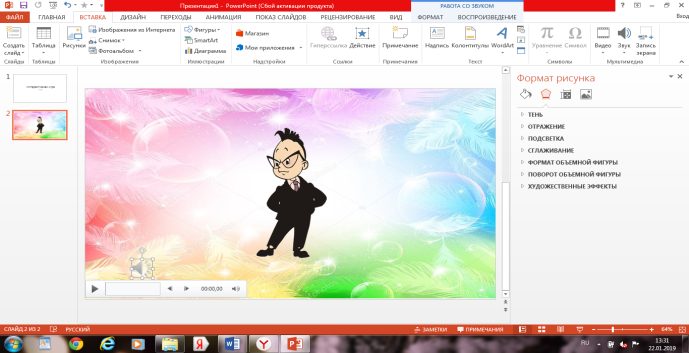 Презентация1 - PowerPoint (Сбой активации продукта)
РАБОТА СО ЗВУКОМ
ФАЙЛ ГЛАВНАЯ ВСТАВКА ДИЗАЙН ПЕРЕХОДЫ АНИМАЦИЯ ПОКАЗ СЛАЙДОВ РЕЦЕНЗИРОВАНИЕ ВИД ФОРМАТ ВОСПРОИЗВЕДЕНИЕ Вход
Создать слайд
Таблица
Рисунки
Изображения из Интернета
Снимок
Фотоальбом
Фигуры
SmartArt
Диаграмма
Магазин
Мои приложения
Гиперссылка Действие
Примечание
Надпись Колонтитулы WordArt
Уравнение Символ
Видео Звук Запись экрана
Слайды Таблицы Изображения Иллюстрации Надстройки Ссылки Примечания Текст Символы Мультимедиа
1
2
00:00,00
Формат рисунка
ТЕНЬ
ОТРАЖЕНИЕ
ПОДСВЕТКА
СГЛАЖИВАНИЕ
ФОРМАТ ОБЪЕМНОЙ ФИГУРЫ
ПОВОРОТ ОБЪЕМНОЙ ФИГУРЫ
ХУДОЖЕСТВЕННЫЕ ЭФФЕКТЫ
СЛАЙД 2 ИЗ 2 РУССКИЙ ЗАМЕТКИ ПРИМЕЧАНИЯ 64%
RU 13:31
22.01.2019